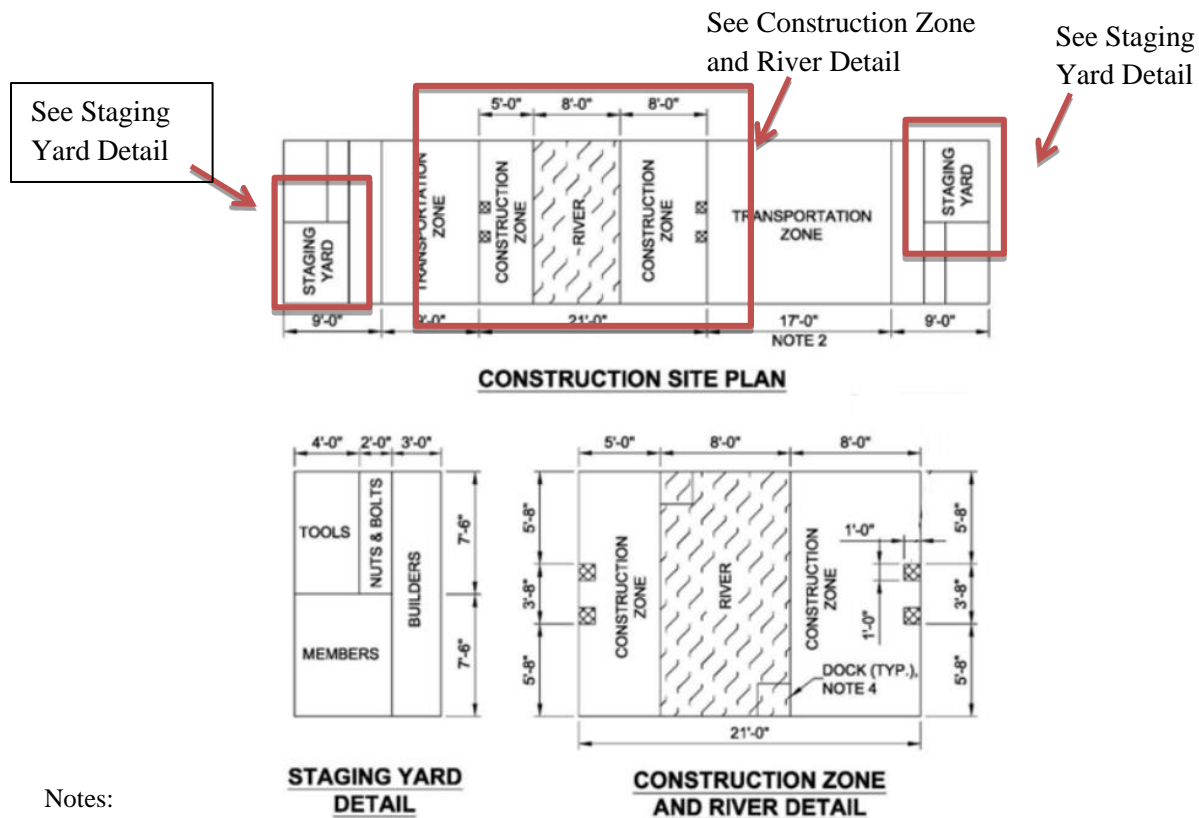 See Construction Zone
and River Detail
See Staging
Yard Detail
See Staging
Yard Detail
5'-0" 8'-0" 8'-0"
STAGING
YARD
TRANSPORTATION
ZONE
CONSTRUCTION
ZONE
RIVER
CONSTRUCTION
ZONE
TRANSPORTATION
ZONE
STAGING
YARD
9'-0" 9'-0" 21'-0" 17'-0" 9'-0"
NOTE 2
CONSTRUCTION SITE PLAN
4'-0" 2'-0" 3'-0"
TOOLS
NUTS & BOLTS
BUILDERS
MEMBERS
7'-6"
7'-6"
STAGING YARD
DETAIL
5'-0" 8'-0" 8'-0"
5'-8"
3'-8"
5'-8"
CONSTRUCTION
ZONE
RIVER
CONSTRUCTION
ZONE
1'-0"
1'-0"
5'-8"
3'-8"
5'-8"
DOCK (TYP.),
NOTE 4
21'-0"
CONSTRUCTION ZONE
AND RIVER DETAIL
Notes: